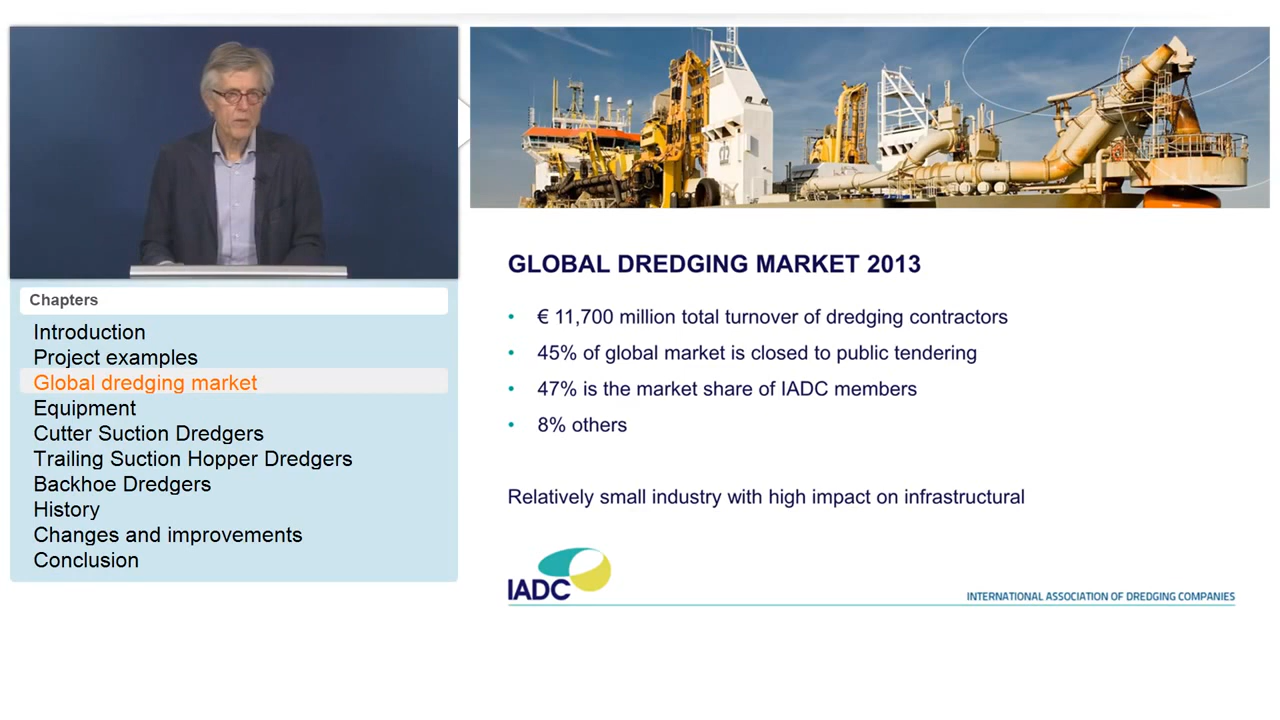 Chapters
Introduction
Project examples
Global dredging market
Equipment
Cutter Suction Dredgers
Trailing Suction Hopper Dredgers
Backhoe Dredgers
History
Changes and improvements
Conclusion
GLOBAL DREDGING MARKET 2013
• € 11,700 million total turnover of dredging contractors
• 45% of global market is closed to public tendering
• 47% is the market share of IADC members
• 8% others
Relatively small industry with high impact on infrastructural
IADC
INTERNATIONAL ASSOCIATION OF DREDGING COMPANIES